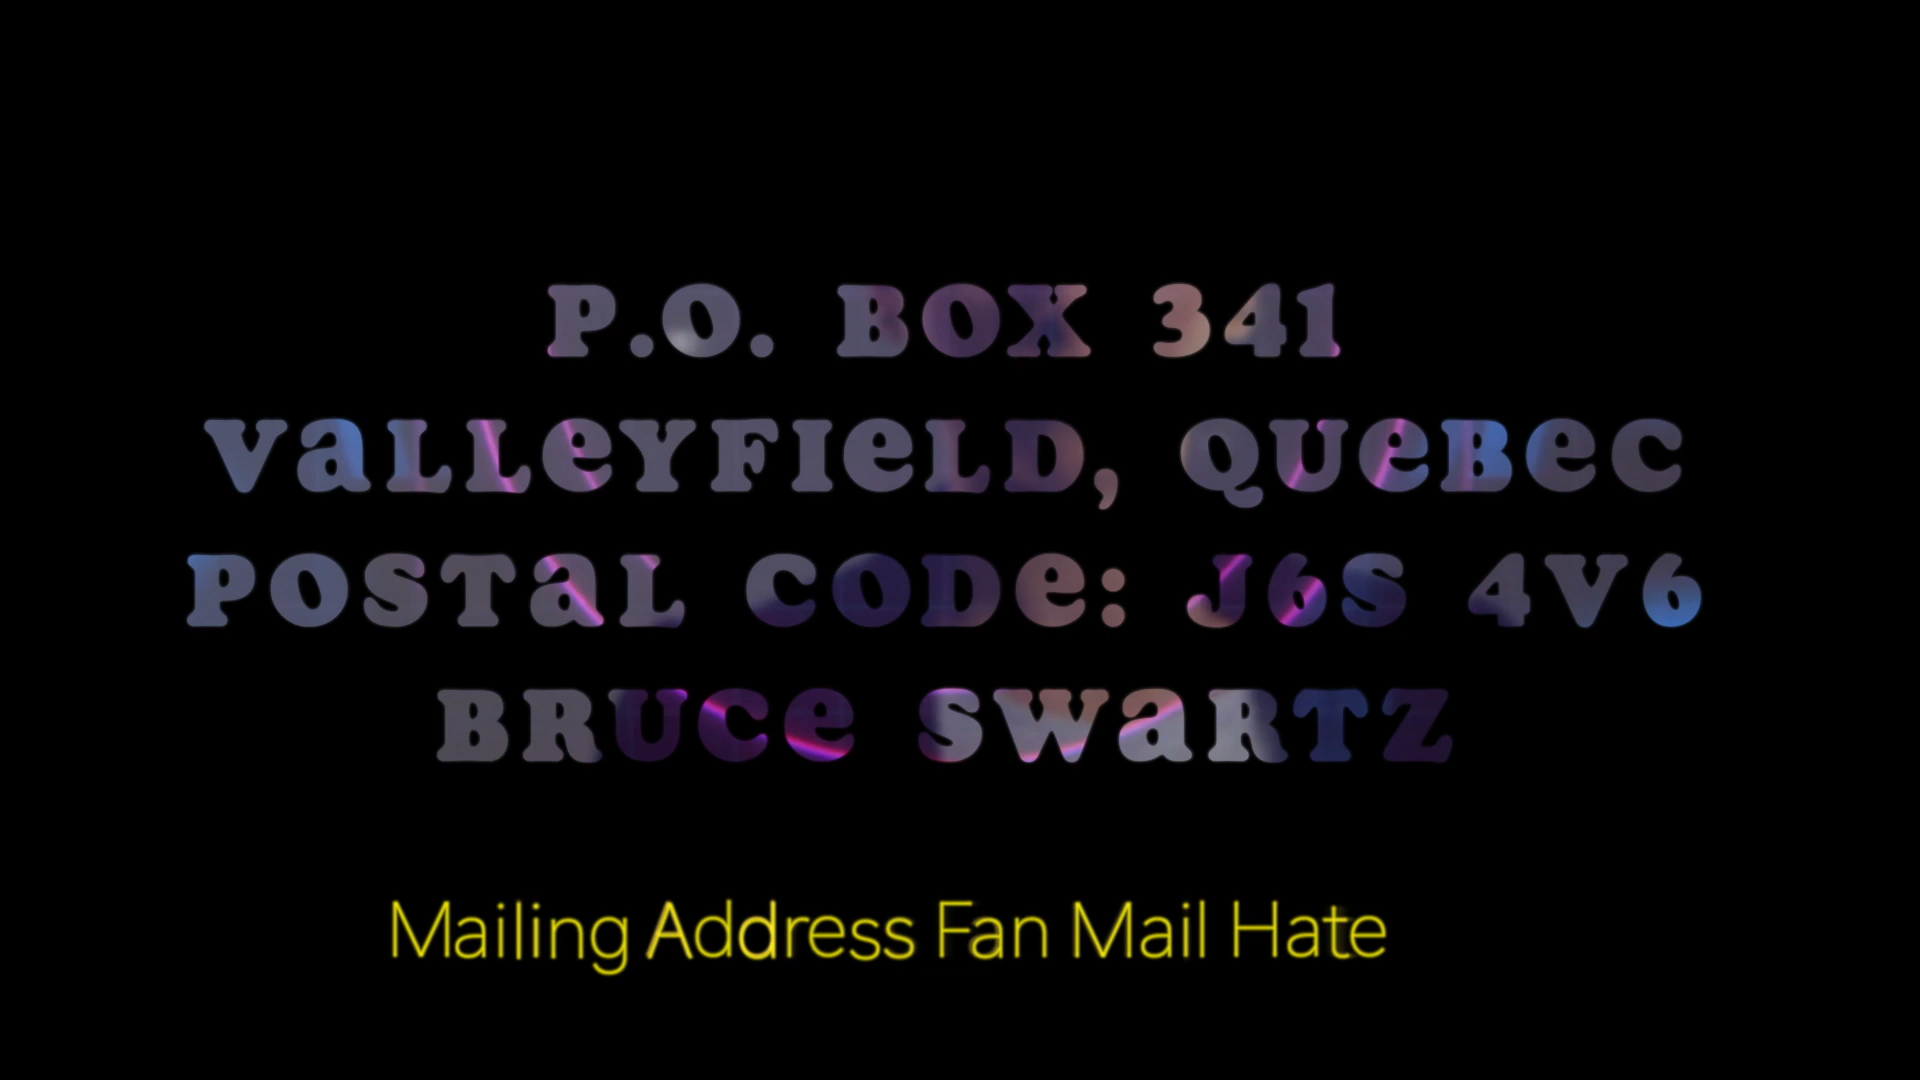 P.O. BOX 341
VaLLeYFIeLD, QUeBeC
POSTaL CODe: J6S 4V6
BRUCe SWaRTZ
Mailing Address Fan Mail Hate